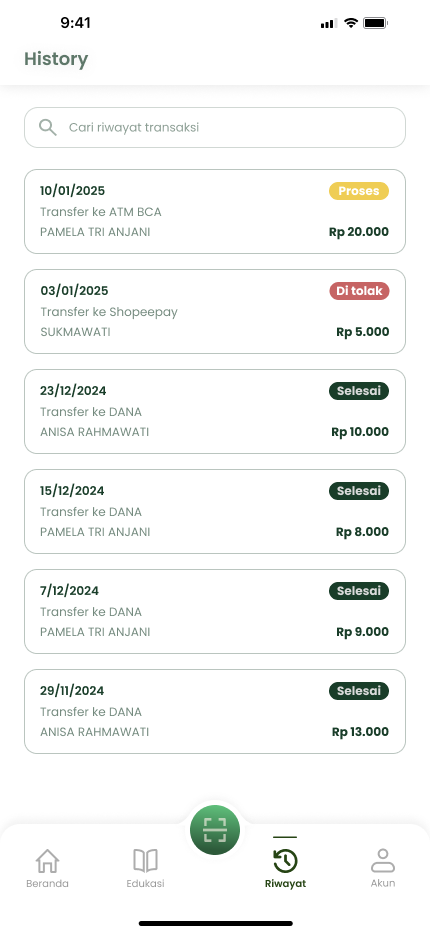 9:41
History
Cari riwayat transaksi
10/01/2025 Proses
Transfer ke ATM BCA
PAMELA TRI ANJANI Rp 20.000
03/01/2025 Di tolak
Transfer ke Shopeepay
SUKMAWATI Rp 5.000
23/12/2024 Selesai
Transfer ke DANA
ANISA RAHMAWATI Rp 10.000
15/12/2024 Selesai
Transfer ke DANA
PAMELA TRI ANJANI Rp 8.000
7/12/2024 Selesai
Transfer ke DANA
PAMELA TRI ANJANI Rp 9.000
29/11/2024 Selesai
Transfer ke DANA
ANISA RAHMAWATI Rp 13.000
Beranda Edukasi Riwayat Akun